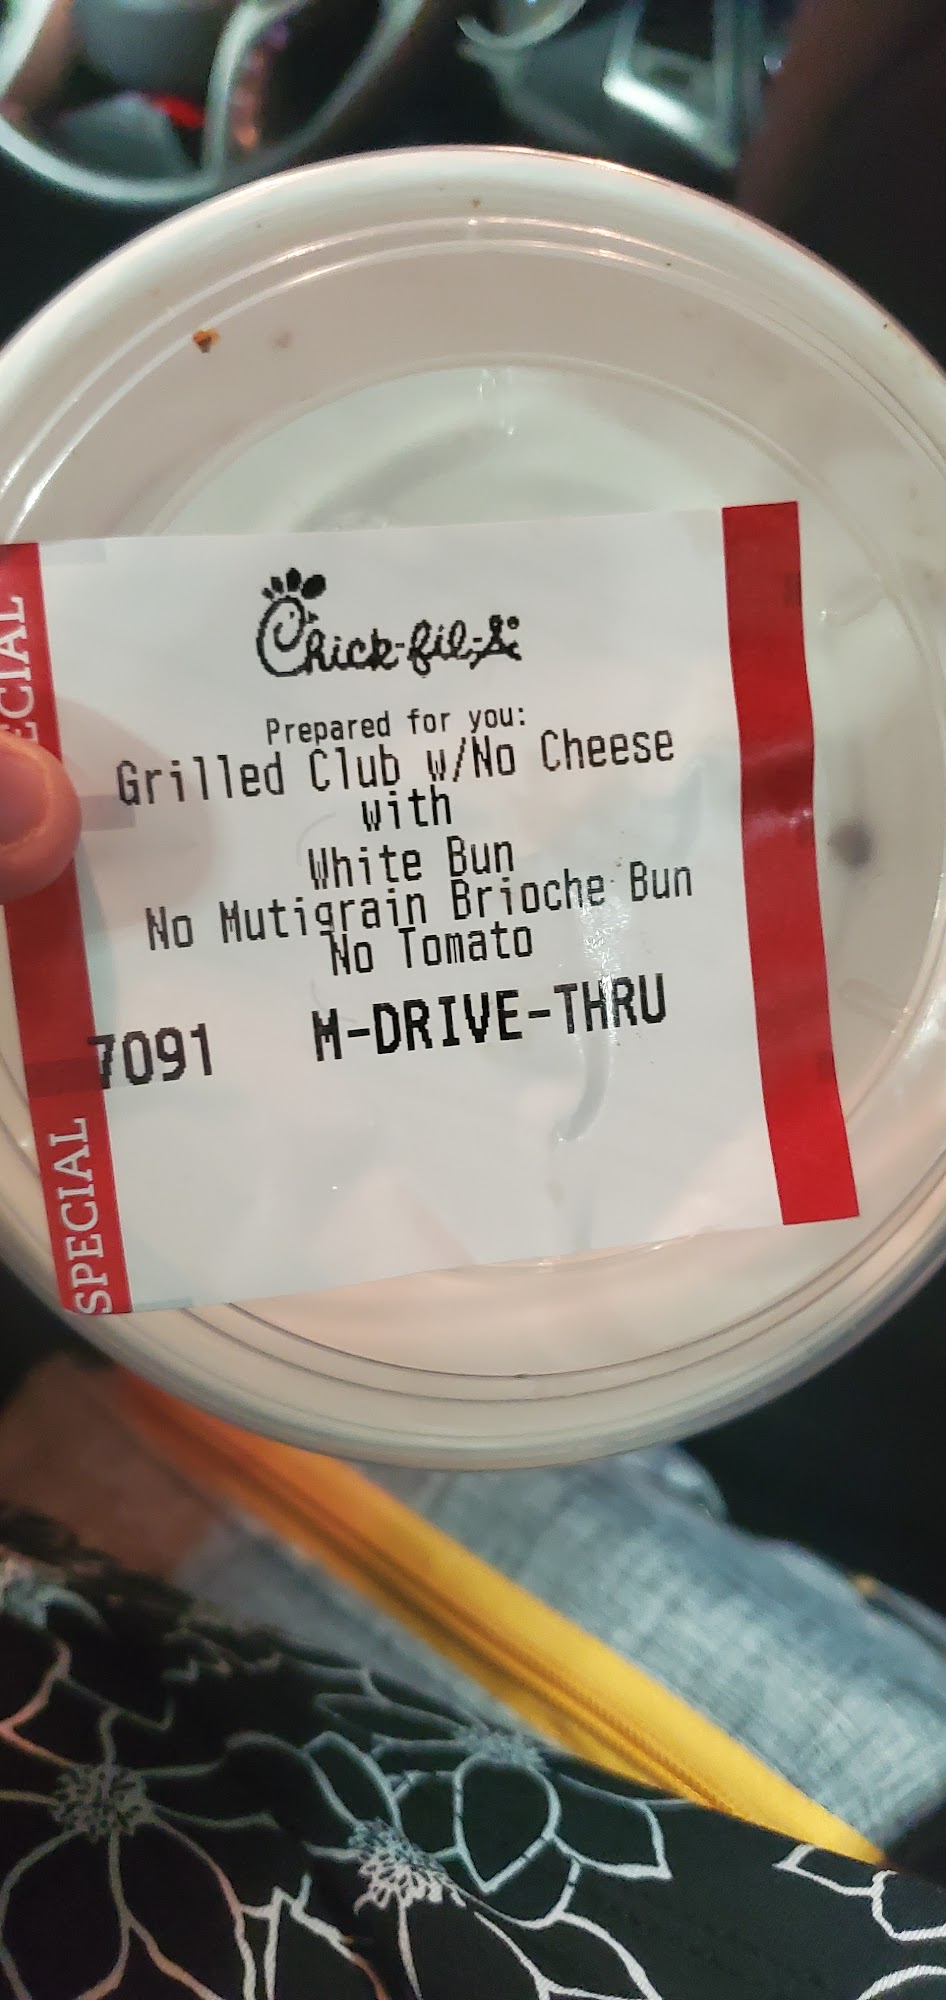 Chick-fil-A
Prepared for you:
Grilled Club w/No Cheese
with
White Bun
No Mutigrain Brioche Bun
No Tomato
7091 M-DRIVE-THRU
SPECIAL
ECIAL